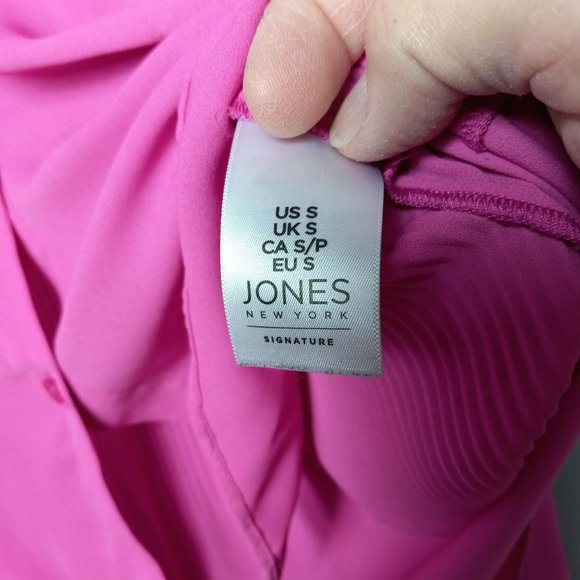 US S
UK S
CA S/P
EU S
JONES
NEW YORK
SIGNATURE